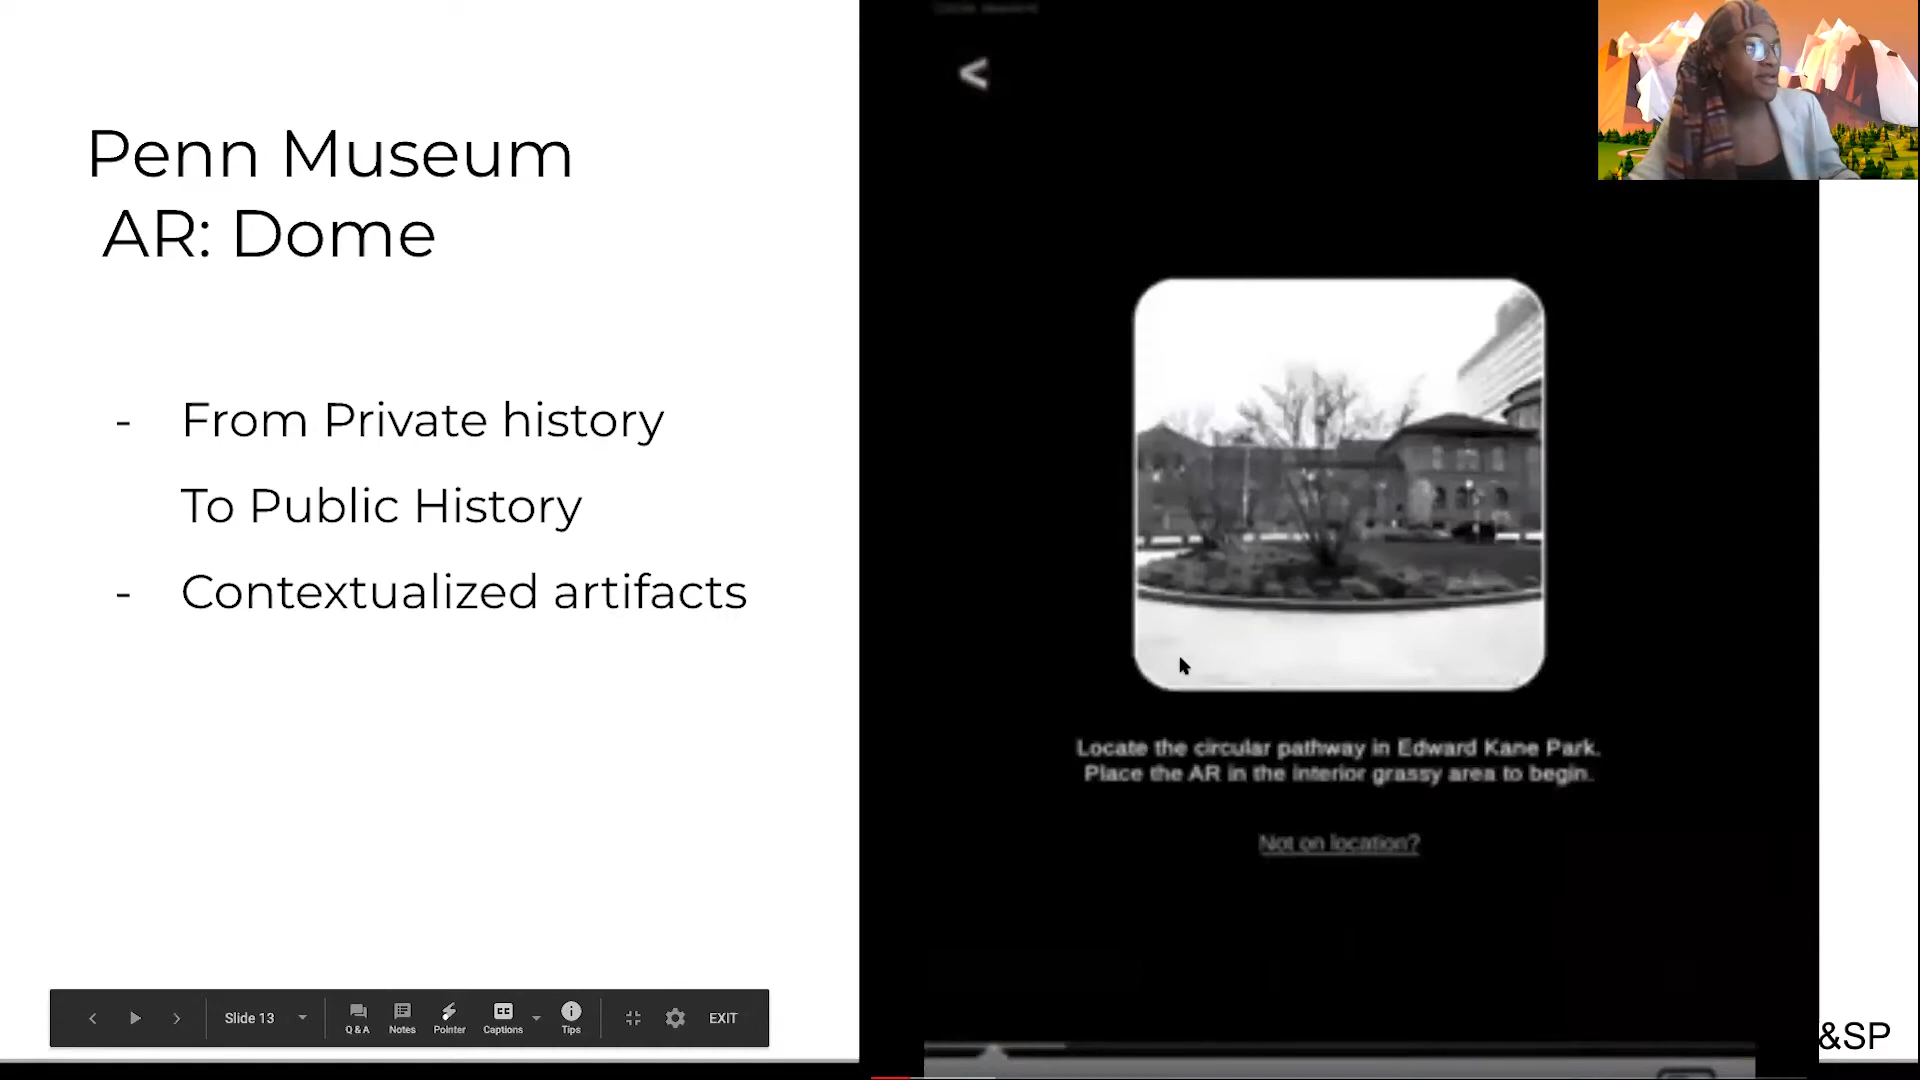 Penn Museum
AR: Dome
- From Private history
To Public History
- Contextualized artifacts
<
Locate the circular pathway in Edward Kane Park.
Place the AR in the interior grassy area to begin.
Not on location?
Slide 13
Q & A
Notes
Pointer
CC
Captions
Tips
EXIT
&SP